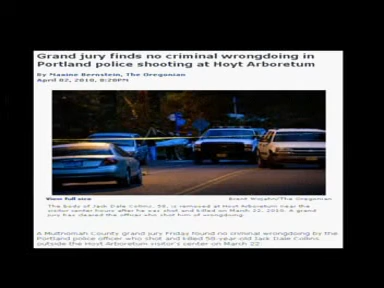 Grand jury finds no criminal wrongdoing in
Portland police shooting at Hoyt Arboretum
By Maxine Bernstein, The Oregonian
April 02, 2010, 8:20PM
View full size
Brent Wojahn/The Oregonian
The body of Jack Dale Collins, 58, is removed at Hoyt Arboretum near the
visitor center hours after he was shot and killed on March 22, 2010. A grand
jury has cleared the officer who shot him of wrongdoing.
A Multnomah County grand jury Friday found no criminal wrongdoing by the
Portland police officer who shot and killed 58-year-old Jack Dale Collins
outside the Hoyt Arboretum visitor's center on March 22